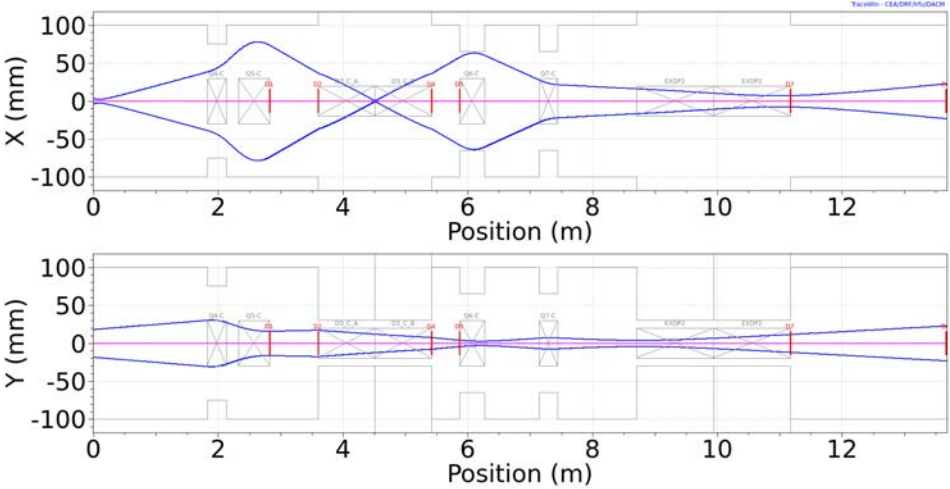 TraceWin - CEA/DRF/Irfu/DACM
100
50
0
-50
-100
X (mm)
Q4-C
Q5-C
D1
D2
D3_C_A
D4
D5
Q6-C
Q7-C
EXDP2
EXDP2
D7
0
2
4
6
8
10
12
Position (m)
100
50
0
-50
-100
Y (mm)
Q5-C
D1
D2
D3_C_A
D3_C_B
D4
D5
Q6-C
Q7-C
EXDP2
EXDP2
D7
0
2
4
6
8
10
12
Position (m)